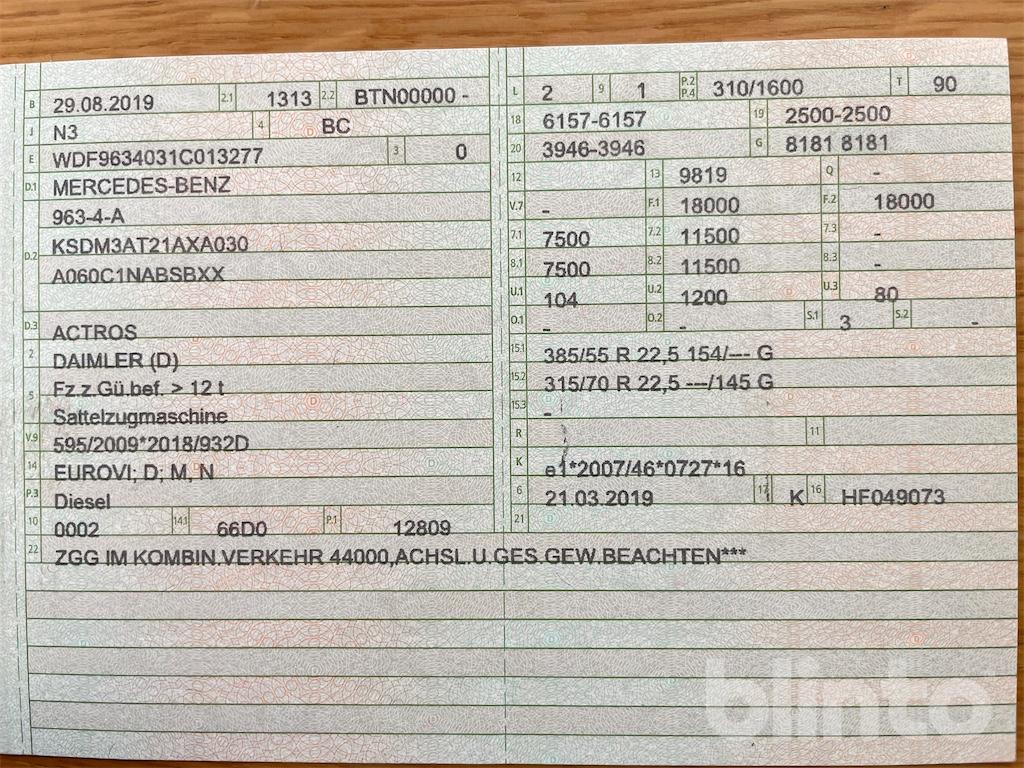 B 29.08.2019 2.1 1313 2.2 BTN00000 -
J N3 4 BC
E WDF9634031C013277 3 0
D.1 MERCEDES-BENZ
963-4-A
D.2 KSDM3AT21AXA030
A060C1NABSBXX
D.3 ACTROS
2 DAIMLER (D)
5 Fz.z.Gü.bef. > 12 t
Sattelzugmaschine
V.9 595/2009*2018/932D
14 EUROVI; D; M, N
P.3 Diesel
10 0002 14.1 66D0 P.1 12809
L 2 9 1 P.2 P.4 310/1600 T 90
18 6157-6157 19 2500-2500
20 3946-3946 G 8181 8181
12 13 9819 Q -
V.7 - F.1 18000 F.2 18000
7.1 7500 7.2 11500 7.3 -
8.1 7500 8.2 11500 8.3 -
U.1 104 U.2 1200 U.3 80
O.1 - O.2 - S.1 3 S.2 -
15.1 385/55 R 22,5 154/--- G
15.2 315/70 R 22,5 ---/145 G
15.3 -
R 11
K e1*2007/46*0727*16
6 21.03.2019 17 K 16 HF049073
21
22 ZGG IM KOMBIN.VERKEHR 44000,ACHSL.U.GES.GEW.BEACHTEN***
blinto